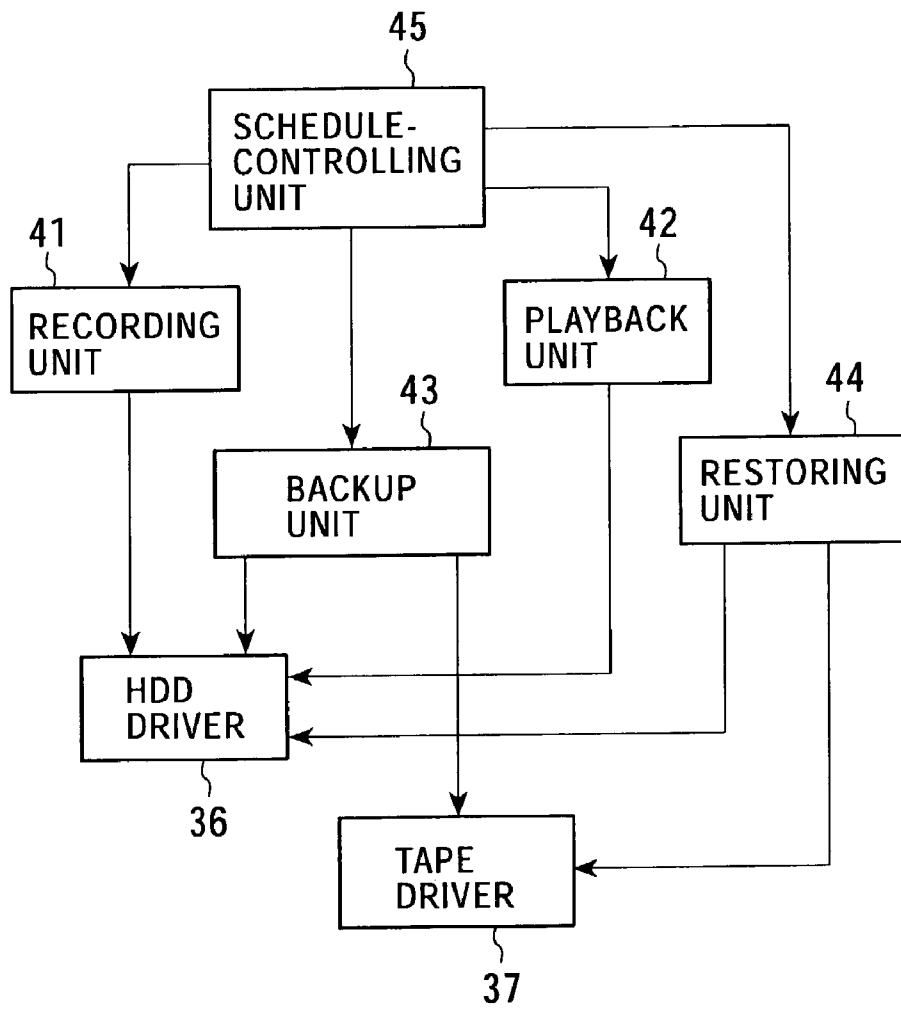 45
SCHEDULE-
CONTROLLING
UNIT
41
RECORDING
UNIT
42
PLAYBACK
UNIT
43
BACKUP
UNIT
44
RESTORING
UNIT
HDD
DRIVER
36
TAPE
DRIVER
37